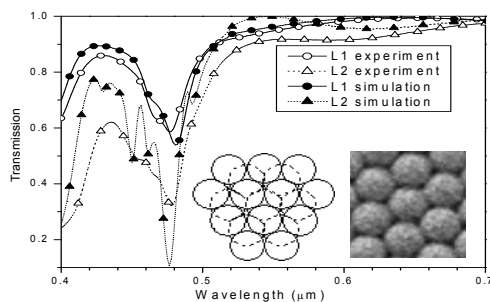 1.0
0.8
0.6
0.4
0.2
Transmission
L1 experiment
L2 experiment
L1 simulation
L2 simulation
0.4 0.5 0.6 0.7
Wavelength (μm)